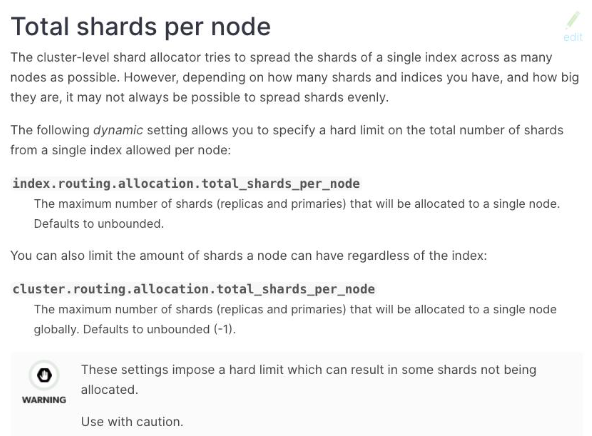 Total shards per node
edit
The cluster-level shard allocator tries to spread the shards of a single index across as many
nodes as possible. However, depending on how many shards and indices you have, and how big
they are, it may not always be possible to spread shards evenly.
The following dynamic setting allows you to specify a hard limit on the total number of shards
from a single index allowed per node:
index.routing.allocation.total_shards_per_node
The maximum number of shards (replicas and primaries) that will be allocated to a single node.
Defaults to unbounded.
You can also limit the amount of shards a node can have regardless of the index:
cluster.routing.allocation.total_shards_per_node
The maximum number of shards (replicas and primaries) that will be allocated to a single node
globally. Defaults to unbounded (-1).
These settings impose a hard limit which can result in some shards not being
allocated.
WARNING
Use with caution.